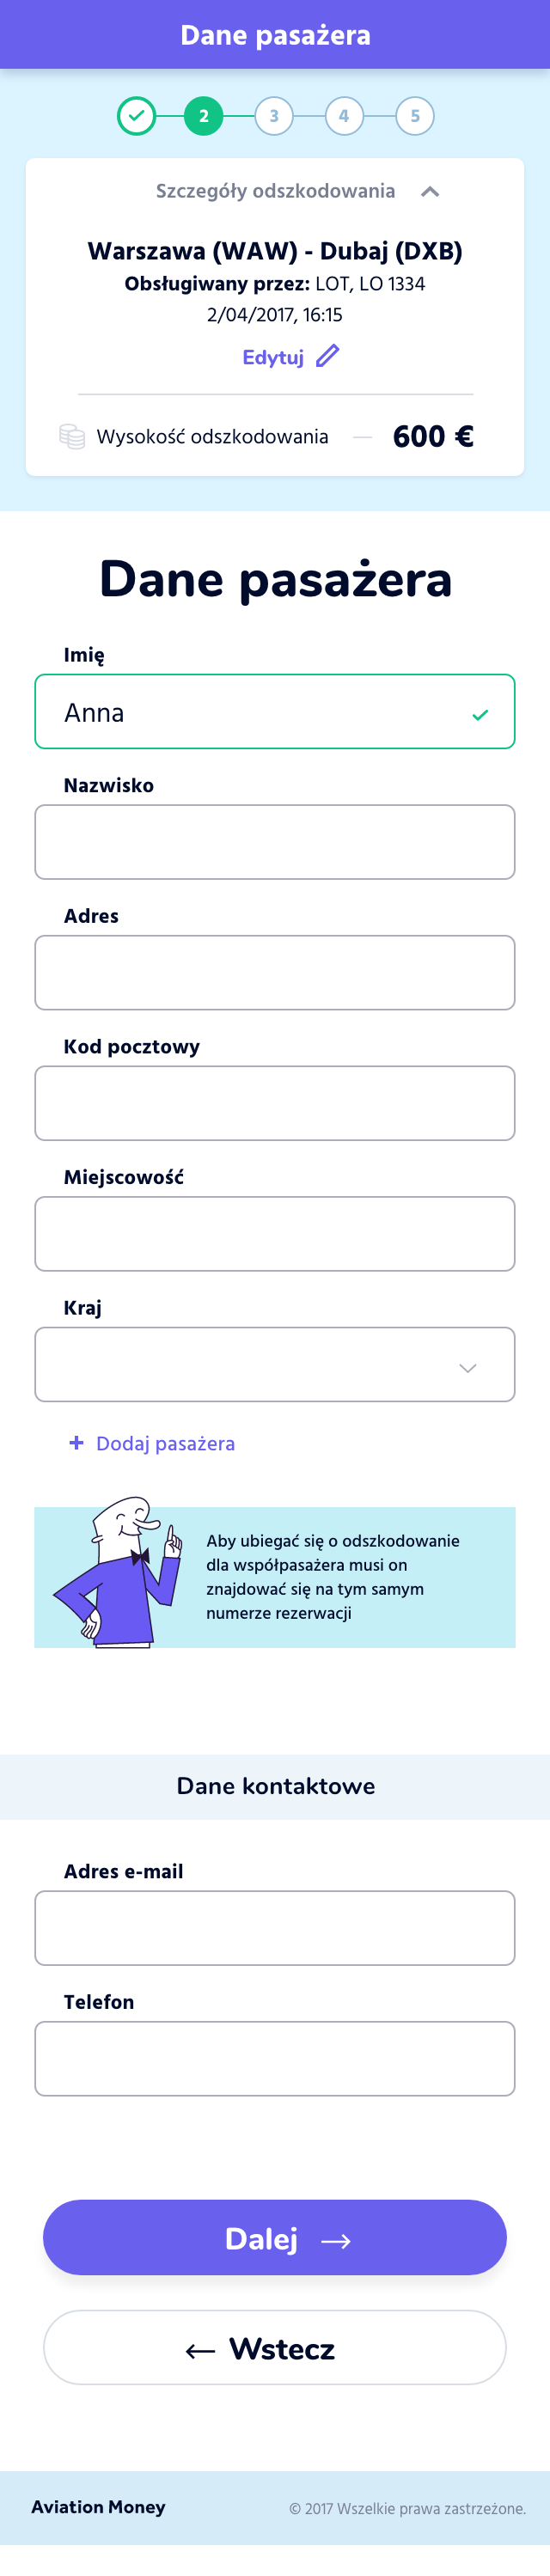 Dane pasażera
2 3 4 5
Szczegóły odszkodowania
Warszawa (WAW) - Dubaj (DXB)
Obsługiwany przez: LOT, LO 1334
2/04/2017, 16:15
Edytuj
Wysokość odszkodowania — 600 €
Dane pasażera
Imię
Anna
Nazwisko
Adres
Kod pocztowy
Miejscowość
Kraj
+ Dodaj pasażera
Aby ubiegać się o odszkodowanie
dla współpasażera musi on
znajdować się na tym samym
numerze rezerwacji
Dane kontaktowe
Adres e-mail
Telefon
Dalej →
← Wstecz
Aviation Money © 2017 Wszelkie prawa zastrzeżone.